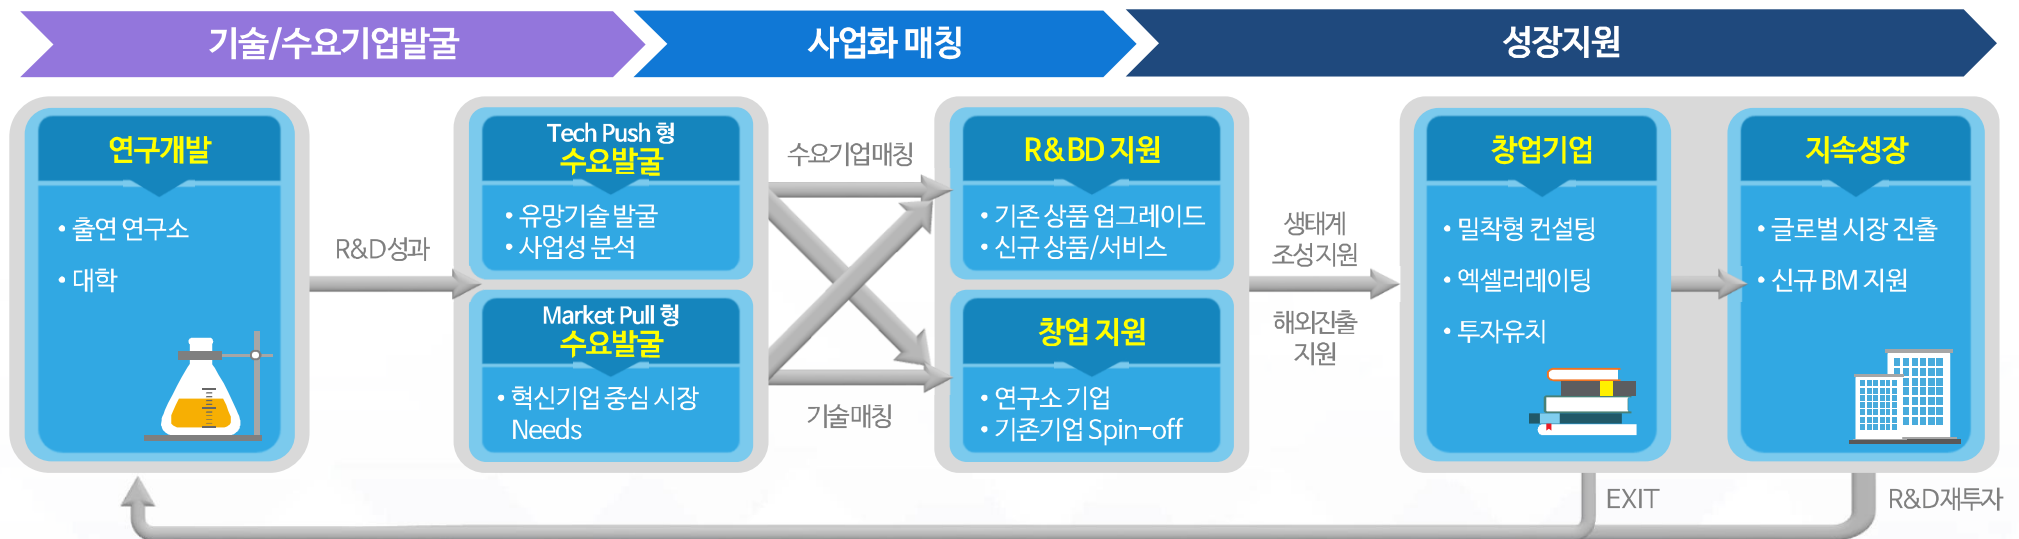 기술/수요기업발굴
사업화 매칭
성장지원
연구개발
• 출연 연구소
• 대학
R&D성과
Tech Push 형
수요발굴
• 유망기술 발굴
• 사업성 분석
Market Pull 형
수요발굴
• 혁신기업 중심 시장
Needs
수요기업매칭
기술매칭
R&BD 지원
• 기존 상품 업그레이드
• 신규 상품/서비스
창업 지원
• 연구소 기업
• 기존기업 Spin-off
생태계
조성지원
해외진출
지원
창업기업
• 밀착형 컨설팅
• 엑셀러레이팅
• 투자유치
지속성장
• 글로벌 시장 진출
• 신규 BM 지원
EXIT
R&D재투자